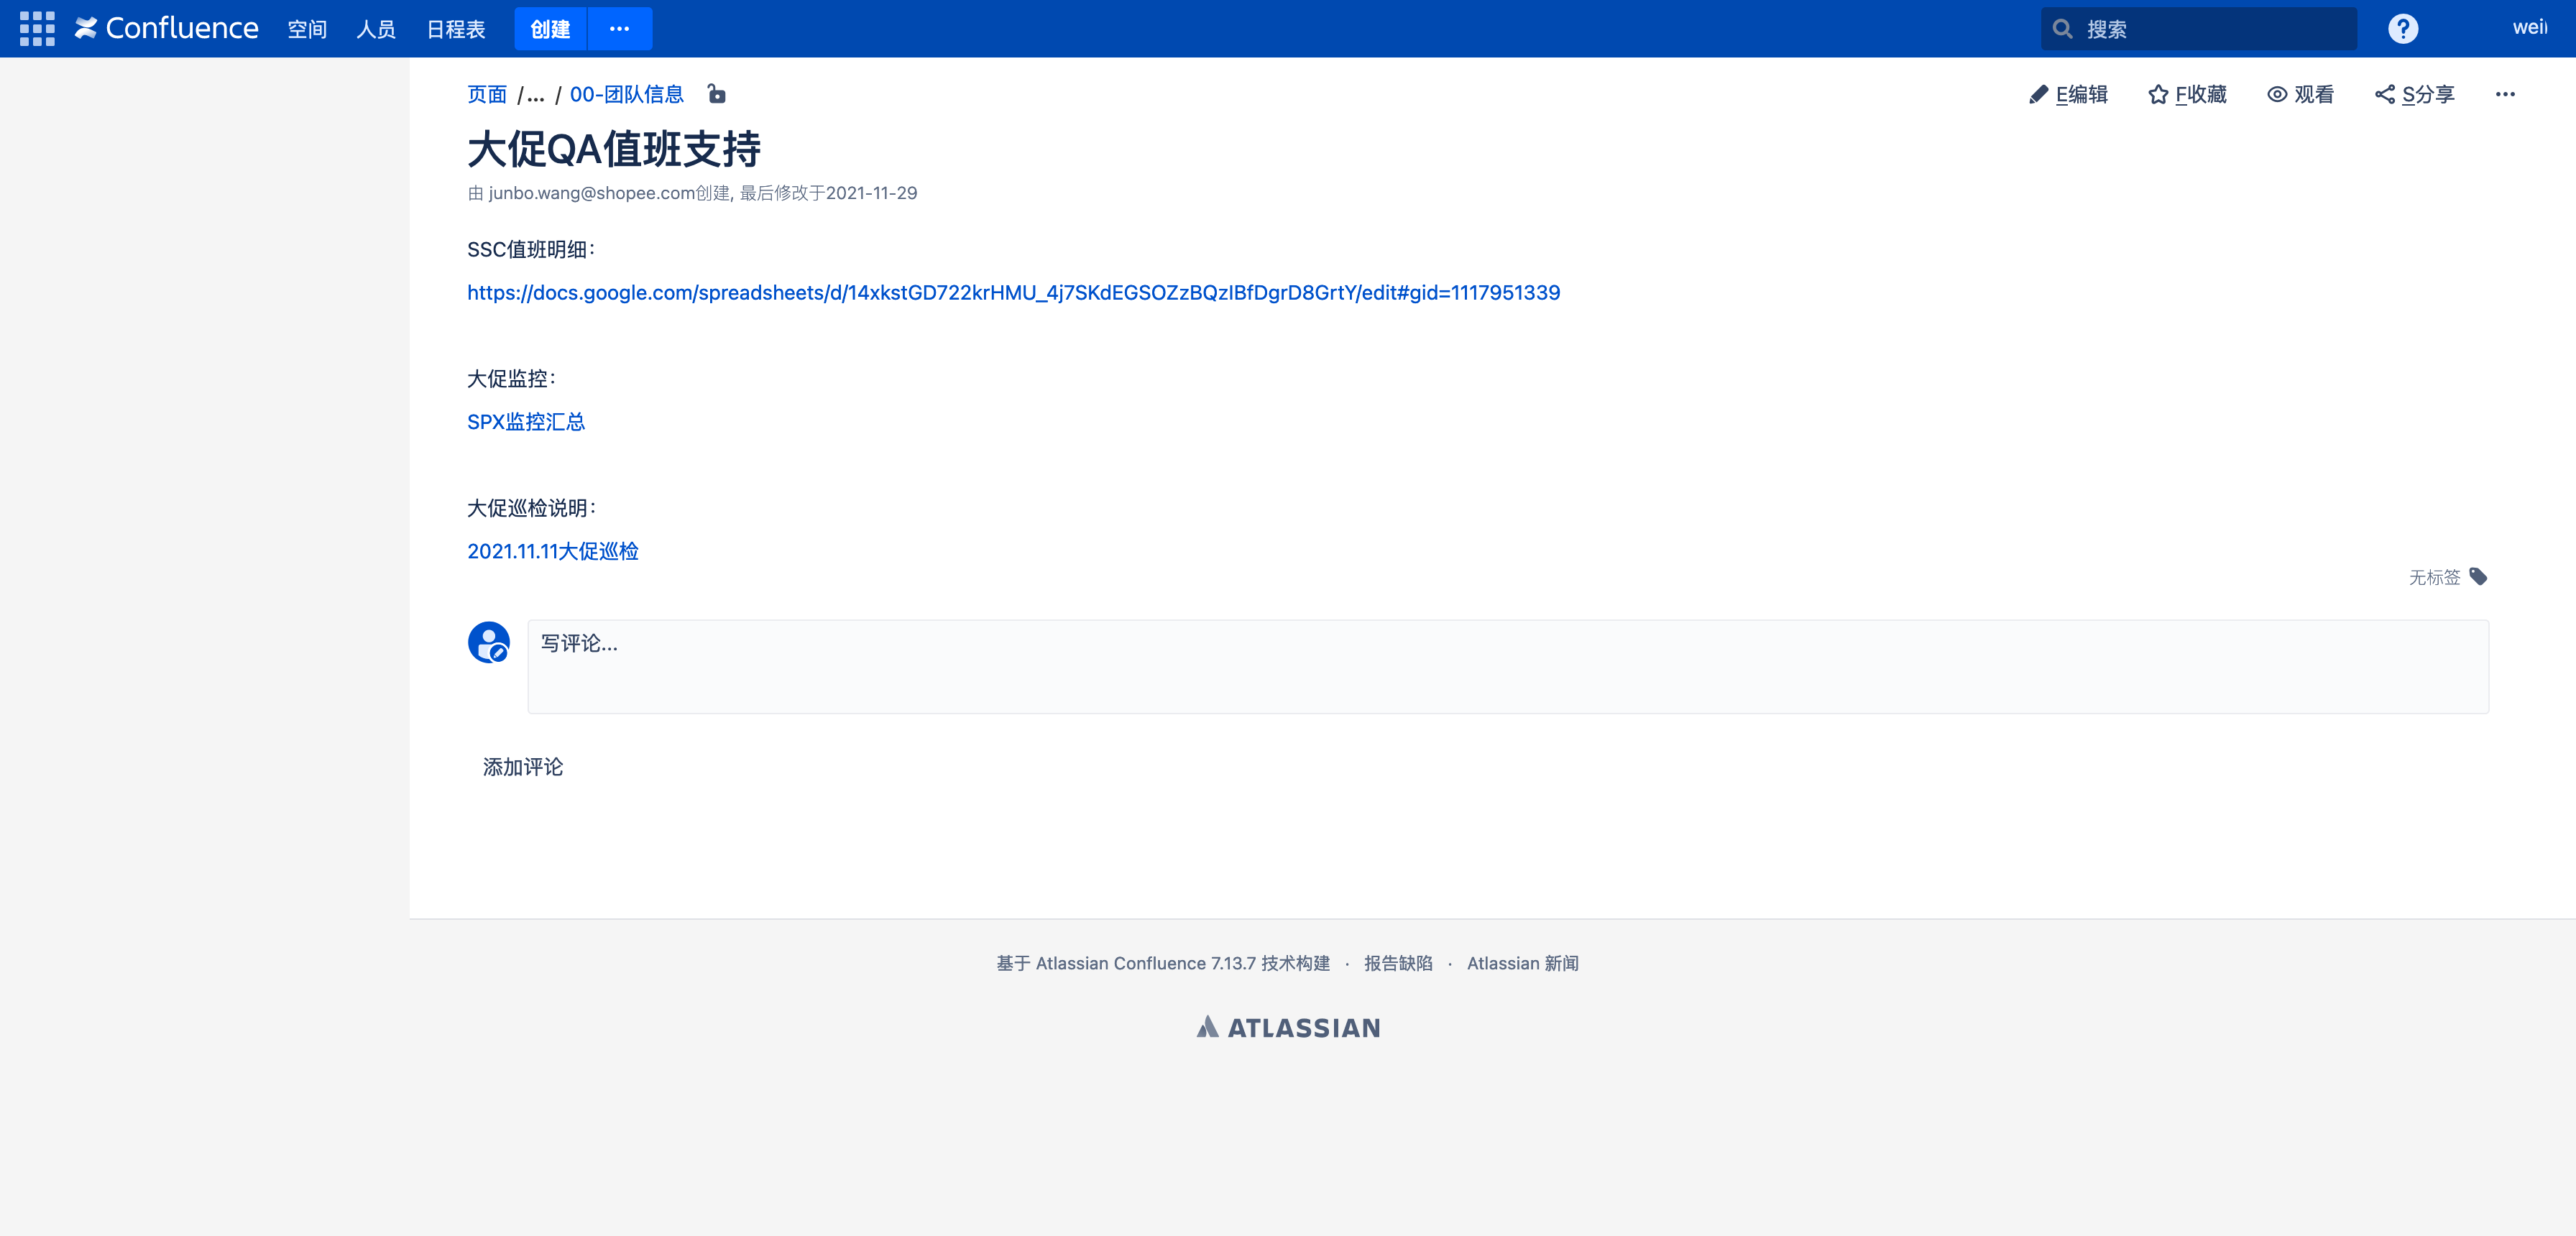 Confluence 空间 人员 日程表 创建 ··· 搜索 ? weil
页面 /... / 00-团队信息 E编辑 F收藏 观看 S分享 ···
大促QA值班支持
由 junbo.wang@shopee.com创建, 最后修改于2021-11-29
SSC值班明细：
https://docs.google.com/spreadsheets/d/14xkstGD722krHMU_4j7SKdEGSOZzBQzIBfDgrD8GrtY/edit#gid=1117951339
大促监控：
SPX监控汇总
大促巡检说明：
2021.11.11大促巡检
无标签
写评论...
添加评论
基于 Atlassian Confluence 7.13.7 技术构建 · 报告缺陷 · Atlassian 新闻
ATLASSIAN